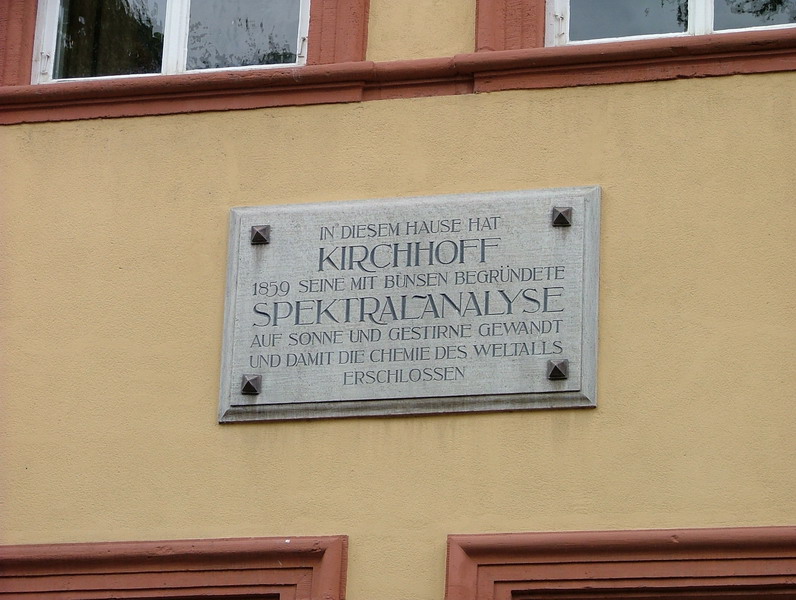 IN DIESEM HAUSE HAT
KIRCHHOFF
1859 SEINE MIT BUNSEN BEGRÜNDETE
SPEKTRALANALYSE
AUF SONNE UND GESTIRNE GEWANDT
UND DAMIT DIE CHEMIE DES WELTALLS
ERSCHLOSSEN